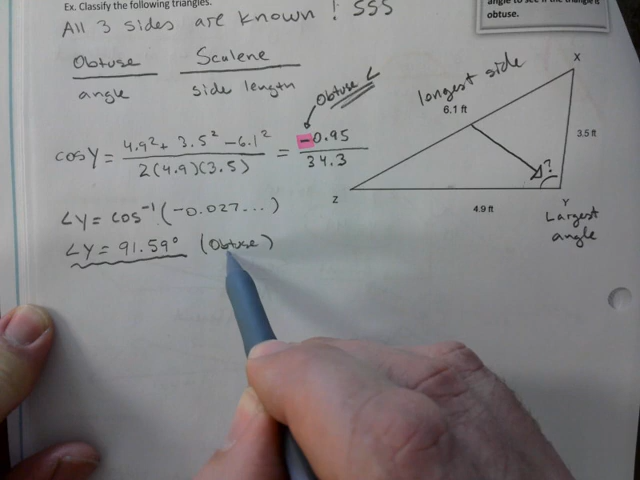 Ex. Classify the following triangles.
All 3 sides are known! SSS
angle to see if the triangle is
obtuse.
Obtuse Scalene
angle side length
Obtuse ∠
cosY = 4.9² + 3.5² - 6.1² / 2(4.9)(3.5) = -0.95 / 34.3
∠Y = cos⁻¹(-0.027...)
∠Y = 91.59° (Obtuse)
X
longest side
6.1 ft
3.5 ft
?
Z
Y
4.9 ft
Largest
angle